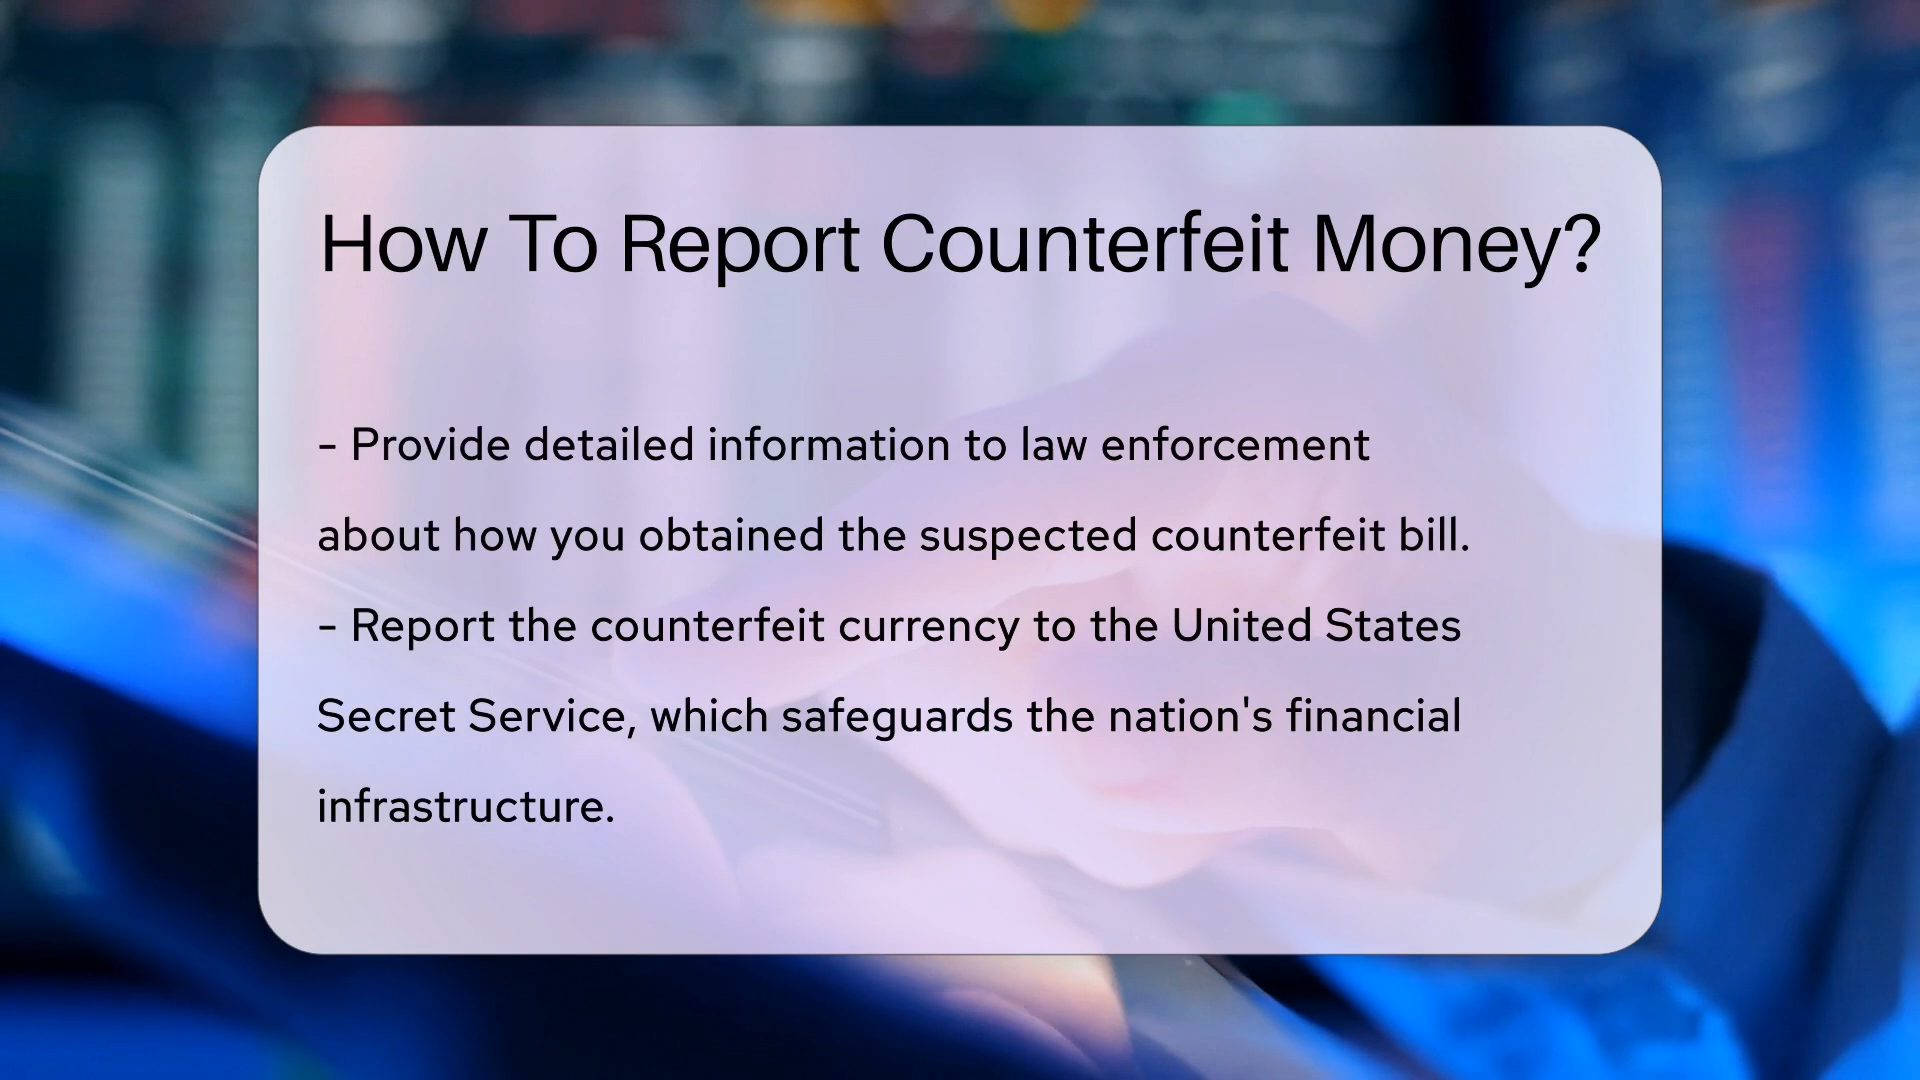 How To Report Counterfeit Money?
- Provide detailed information to law enforcement
about how you obtained the suspected counterfeit bill.
- Report the counterfeit currency to the United States
Secret Service, which safeguards the nation's financial
infrastructure.